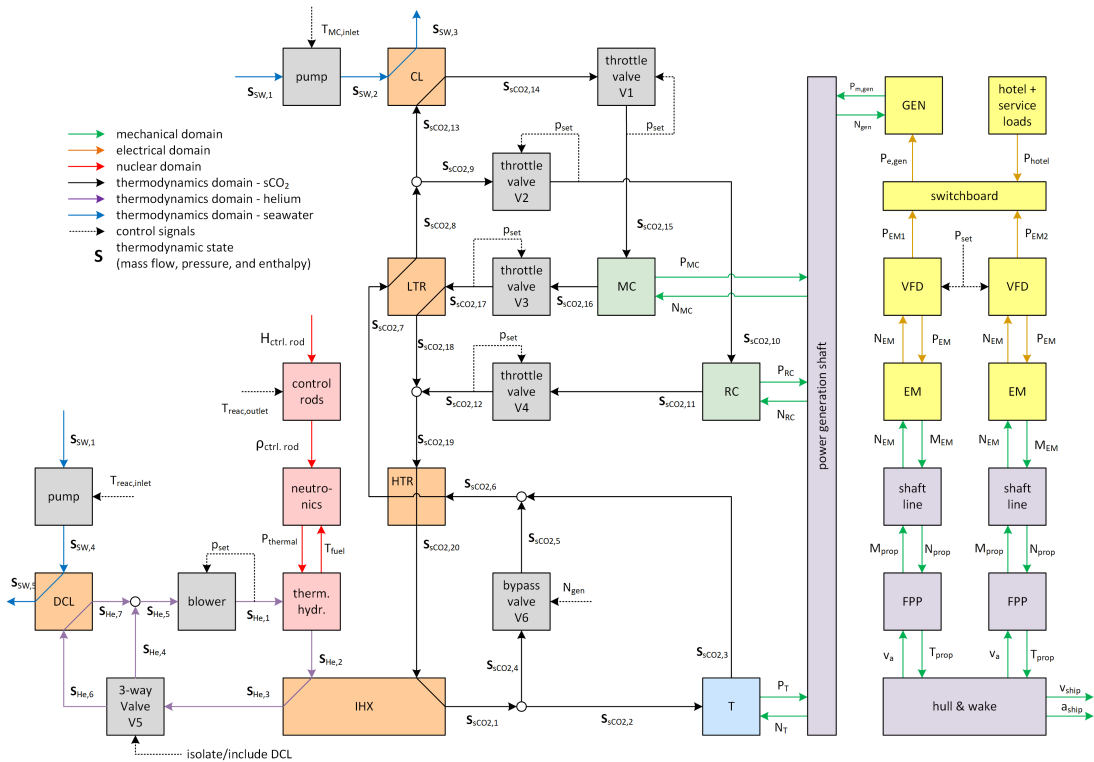 T_MC,inlet
S_SW,3
pump
CL
throttle
valve
V1
S_SW,1
S_SW,2
S_sCO2,14
P_m,gen
GEN
N_gen
hotel +
service
loads
mechanical domain
electrical domain
nuclear domain
thermodynamics domain - sCO₂
thermodynamics domain - helium
thermodynamics domain - seawater
control signals
S thermodynamic state
(mass flow, pressure, and enthalpy)
S_sCO2,13
p_set
p_set
S_sCO2,9
throttle
valve
V2
P_e,gen
P_hotel
switchboard
S_sCO2,8
S_sCO2,15
P_EM1
P_set
P_EM2
p_set
LTR
S_sCO2,17
throttle
valve
V3
S_sCO2,16
MC
P_MC
N_MC
VFD
VFD
S_sCO2,7
S_sCO2,18
S_sCO2,10
N_EM
P_EM
N_EM
P_EM
H_ctrl. rod
control
rods
T_reac,outlet
p_set
S_sCO2,12
throttle
valve
V4
S_sCO2,11
RC
P_RC
N_RC
power generation shaft
EM
EM
ρ_ctrl. rod
S_sCO2,19
N_EM
M_EM
N_EM
M_EM
S_SW,1
pump
T_reac,inlet
neutro-
nics
HTR
S_sCO2,6
shaft
line
shaft
line
S_SW,4
P_thermal
T_fuel
S_sCO2,20
S_sCO2,5
M_prop
N_prop
M_prop
N_prop
p_set
S_SW,5
DCL
S_He,7
S_He,5
blower
S_He,1
therm.
hydr.
bypass
valve
V6
N_gen
FPP
FPP
S_He,4
S_He,2
S_sCO2,4
S_sCO2,3
v_a
T_prop
v_a
T_prop
S_He,6
3-way
Valve
V5
S_He,3
IHX
S_sCO2,1
S_sCO2,2
T
P_T
N_T
hull & wake
v_ship
a_ship
isolate/include DCL